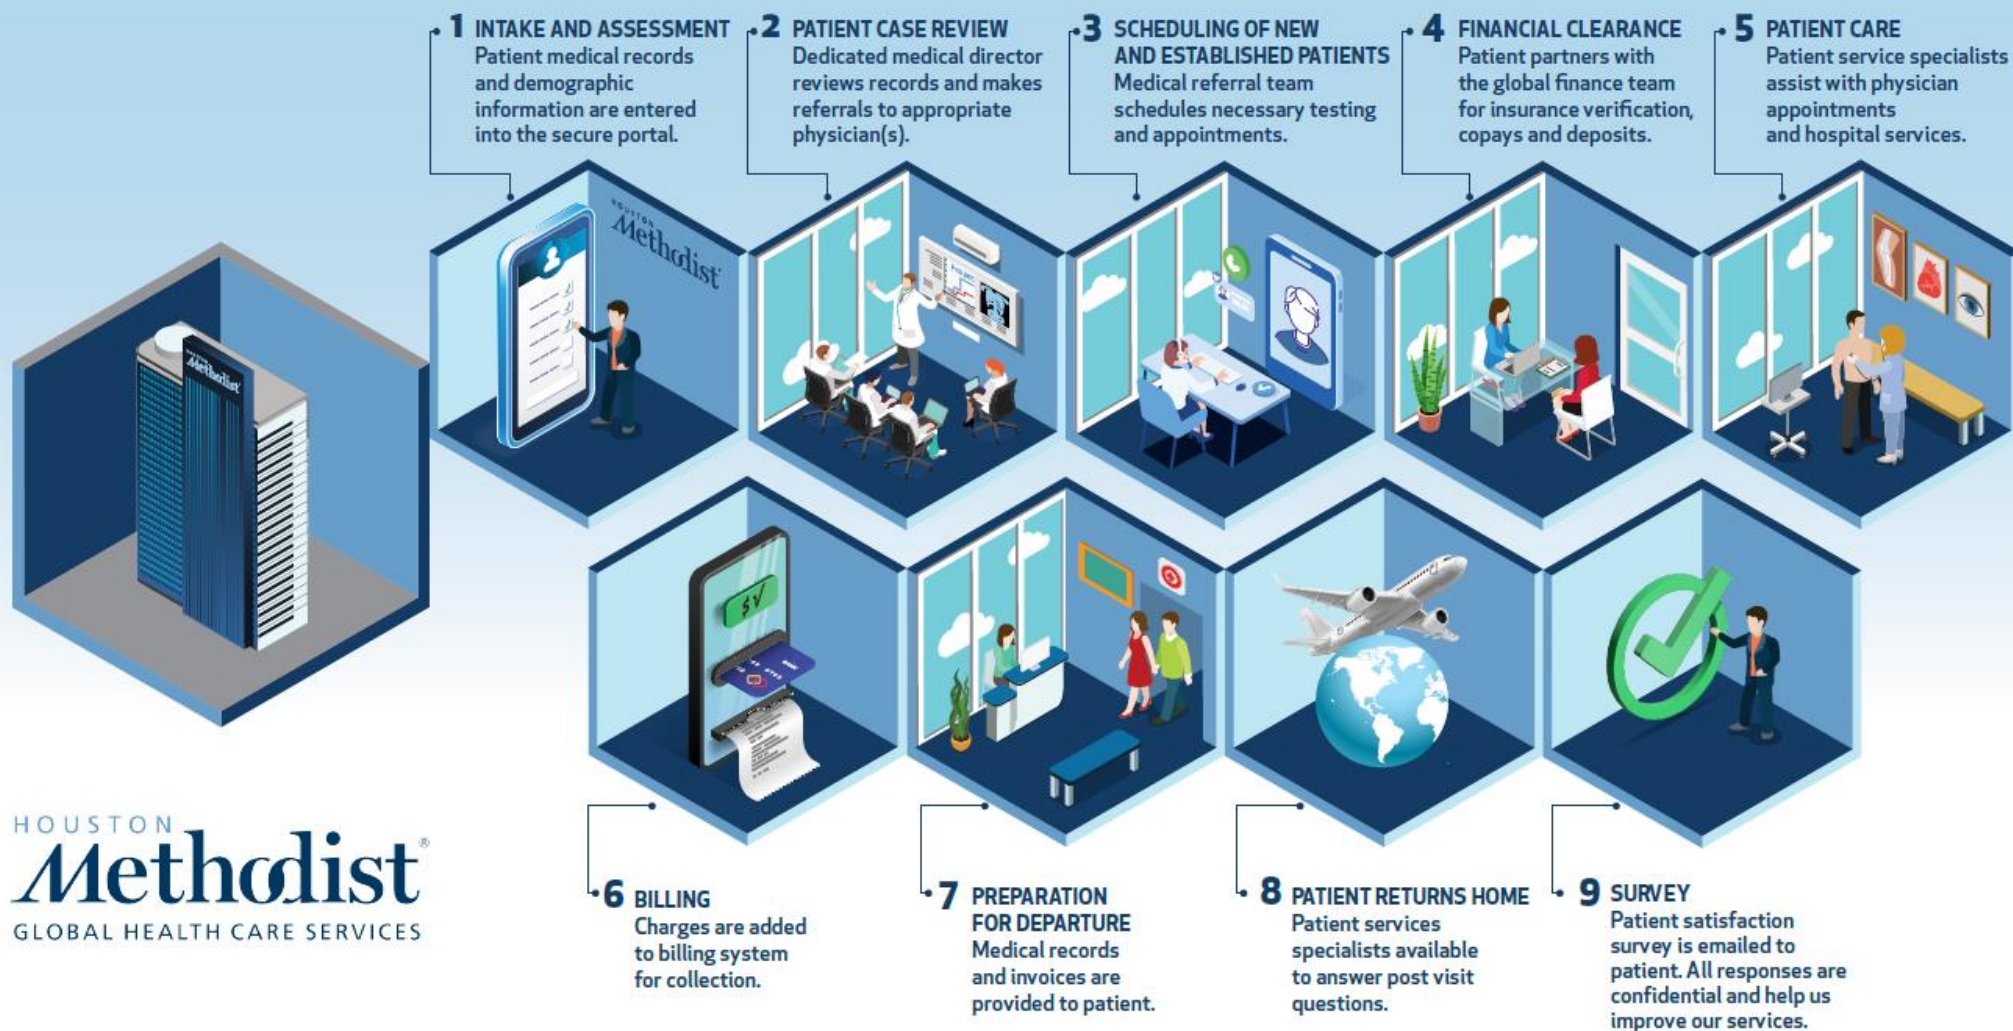 1 INTAKE AND ASSESSMENT
Patient medical records
and demographic
information are entered
into the secure portal.
2 PATIENT CASE REVIEW
Dedicated medical director
reviews records and makes
referrals to appropriate
physician(s).
3 SCHEDULING OF NEW
AND ESTABLISHED PATIENTS
Medical referral team
schedules necessary testing
and appointments.
4 FINANCIAL CLEARANCE
Patient partners with
the global finance team
for insurance verification,
copays and deposits.
5 PATIENT CARE
Patient service specialists
assist with physician
appointments
and hospital services.
HOUSTON
Methodist
HOUSTON
Methodist
$√
6 BILLING
Charges are added
to billing system
for collection.
7 PREPARATION
FOR DEPARTURE
Medical records
and invoices are
provided to patient.
8 PATIENT RETURNS HOME
Patient services
specialists available
to answer post visit
questions.
9 SURVEY
Patient satisfaction
survey is emailed to
patient. All responses are
confidential and help us
improve our services.
HOUSTON
Methodist®
GLOBAL HEALTH CARE SERVICES